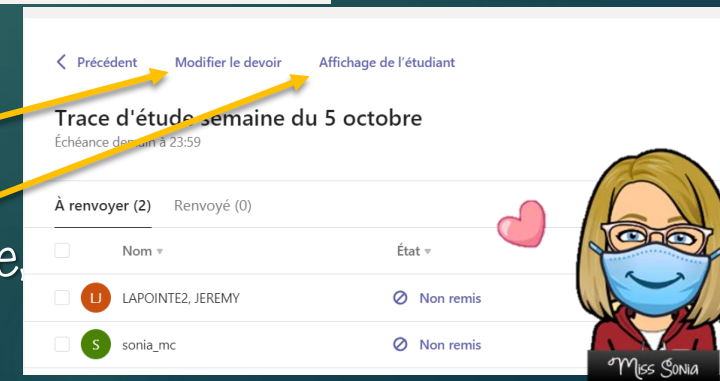 Précédent Modifier le devoir Affichage de l'étudiant
Trace d'étude semaine du 5 octobre
Échéance demain à 23:59
À renvoyer (2) Renvoyé (0)
Nom État
e,
LJ LAPOINTE2, JEREMY Non remis
S sonia_mc Non remis
Miss Sonia